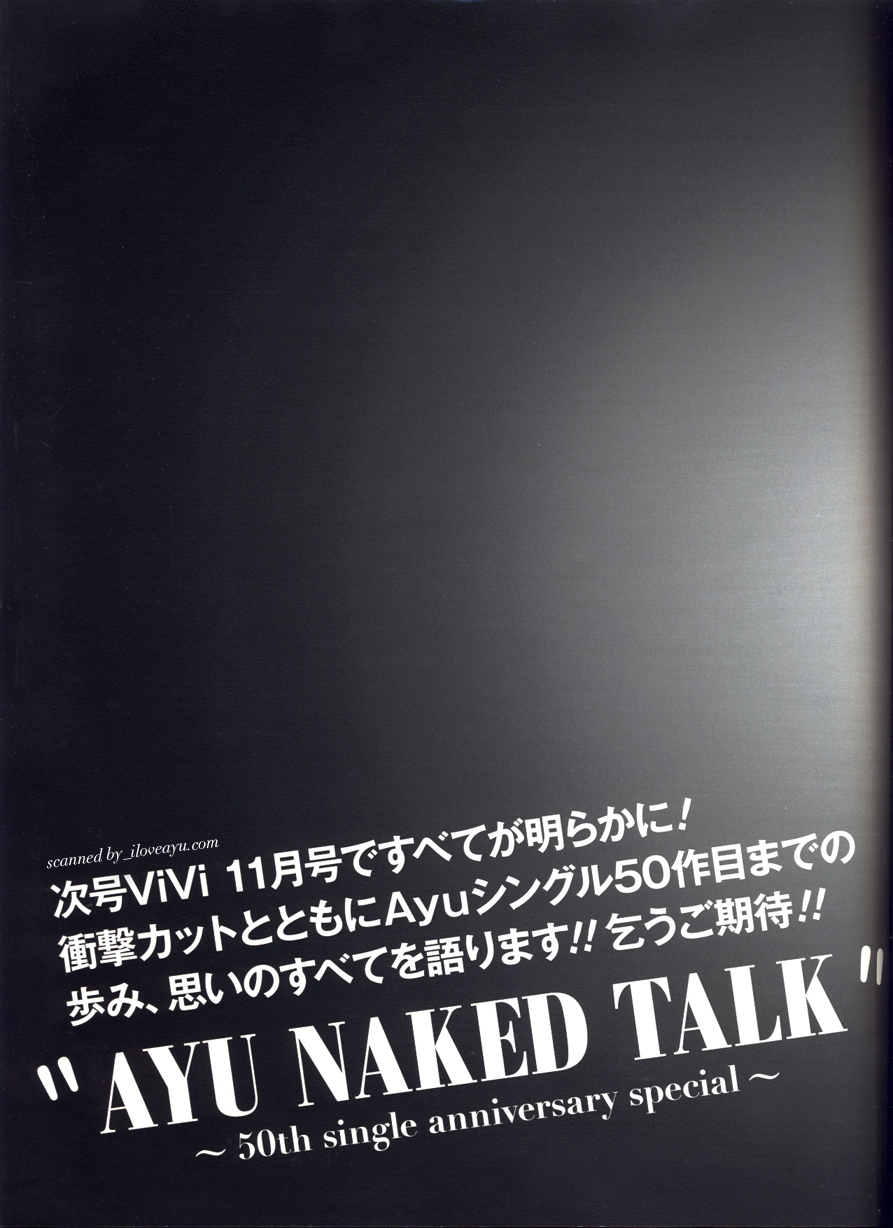 scanned by_iloveayu.com
次号ViVi 11月号ですべてが明らかに!
衝撃カットとともにAyuシングル50作目までの
歩み、思いのすべてを語ります!! 乞うご期待!!
"AYU NAKED TALK"
～ 50th single anniversary special ～